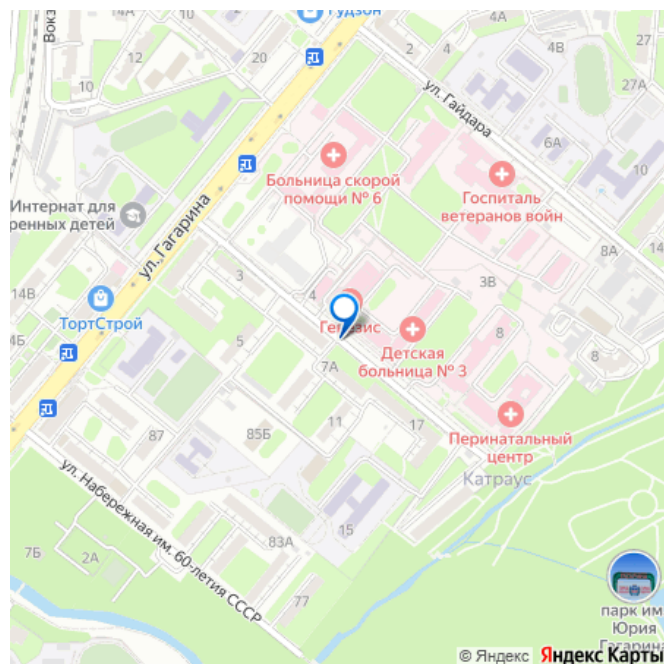 Гудзон
Вокз
12
20
2
4
4А
4В
27А
10
ул. Гайдара
6А
10
Больница скорой
помощи № 6
Госпиталь
ветеранов войн
Интернат для
ренных детей
ул. Гагарина
8А
3
4
3В
14В
ТортСтрой
Генезис
Детская
больница № 3
8
8
4Б
5
7А
11
17
87
85Б
Перинатальный
центр
Катраус
ул. Набережная им. 60-летия СССР
15
83А
7Б
2А
77
парк им.
Юрия
Гагарина
© Яндекс Яндекс Карты